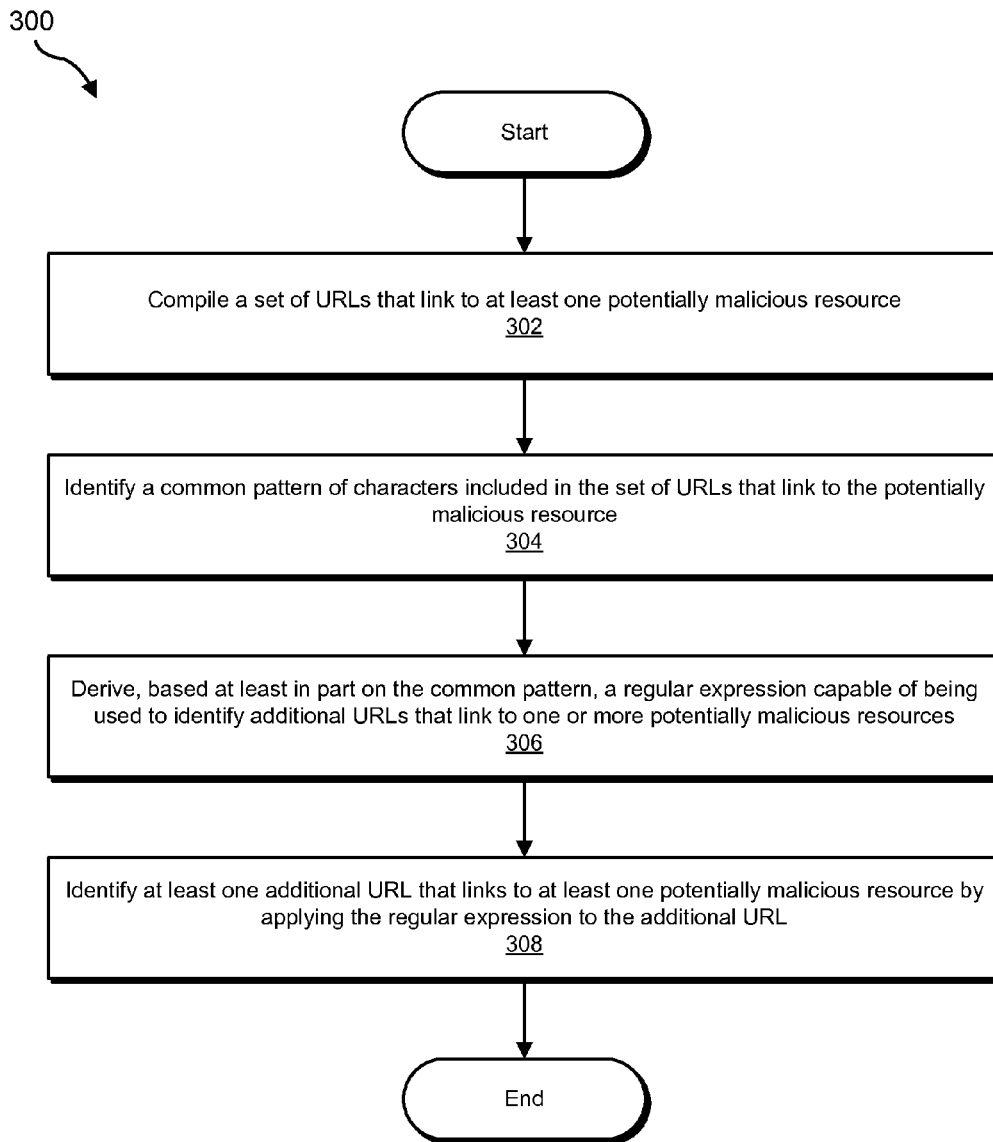 300
Start
Compile a set of URLs that link to at least one potentially malicious resource
302
Identify a common pattern of characters included in the set of URLs that link to the potentially
malicious resource
304
Derive, based at least in part on the common pattern, a regular expression capable of being
used to identify additional URLs that link to one or more potentially malicious resources
306
Identify at least one additional URL that links to at least one potentially malicious resource by
applying the regular expression to the additional URL
308
End